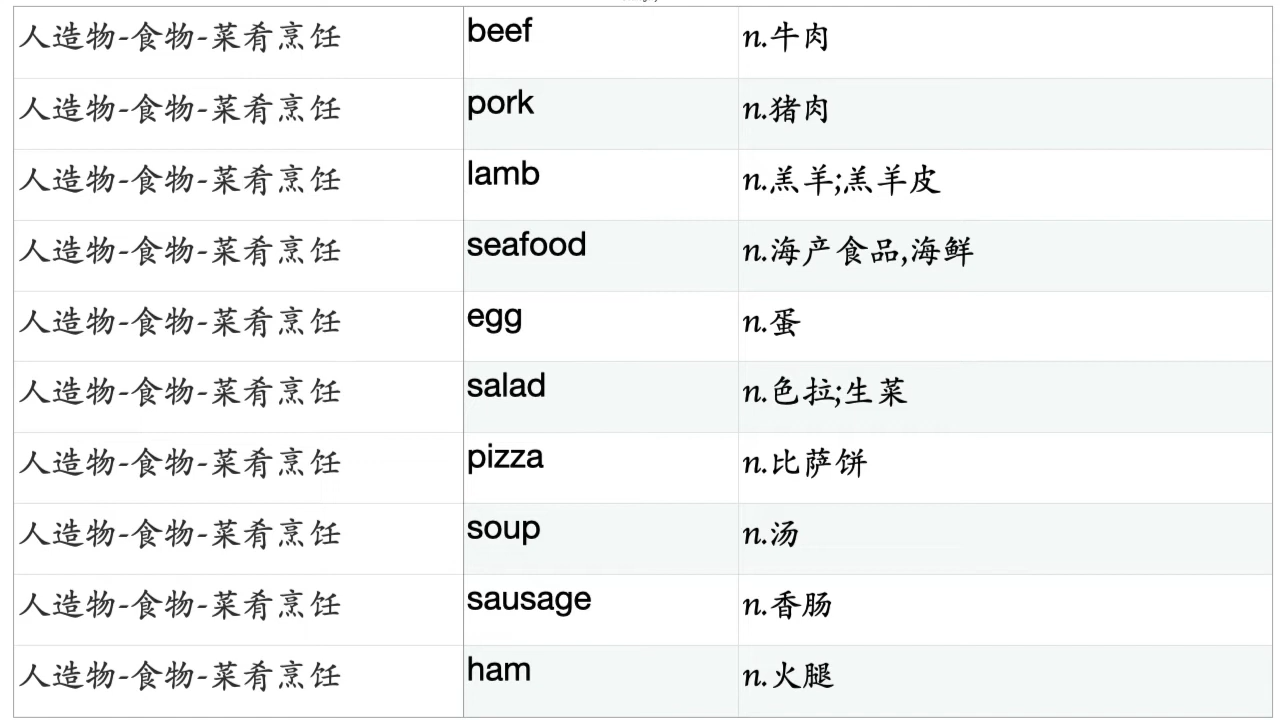 人造物-食物-菜肴烹饪 beef n.牛肉
人造物-食物-菜肴烹饪 pork n.猪肉
人造物-食物-菜肴烹饪 lamb n.羔羊;羔羊皮
人造物-食物-菜肴烹饪 seafood n.海产食品,海鲜
人造物-食物-菜肴烹饪 egg n.蛋
人造物-食物-菜肴烹饪 salad n.色拉;生菜
人造物-食物-菜肴烹饪 pizza n.比萨饼
人造物-食物-菜肴烹饪 soup n.汤
人造物-食物-菜肴烹饪 sausage n.香肠
人造物-食物-菜肴烹饪 ham n.火腿